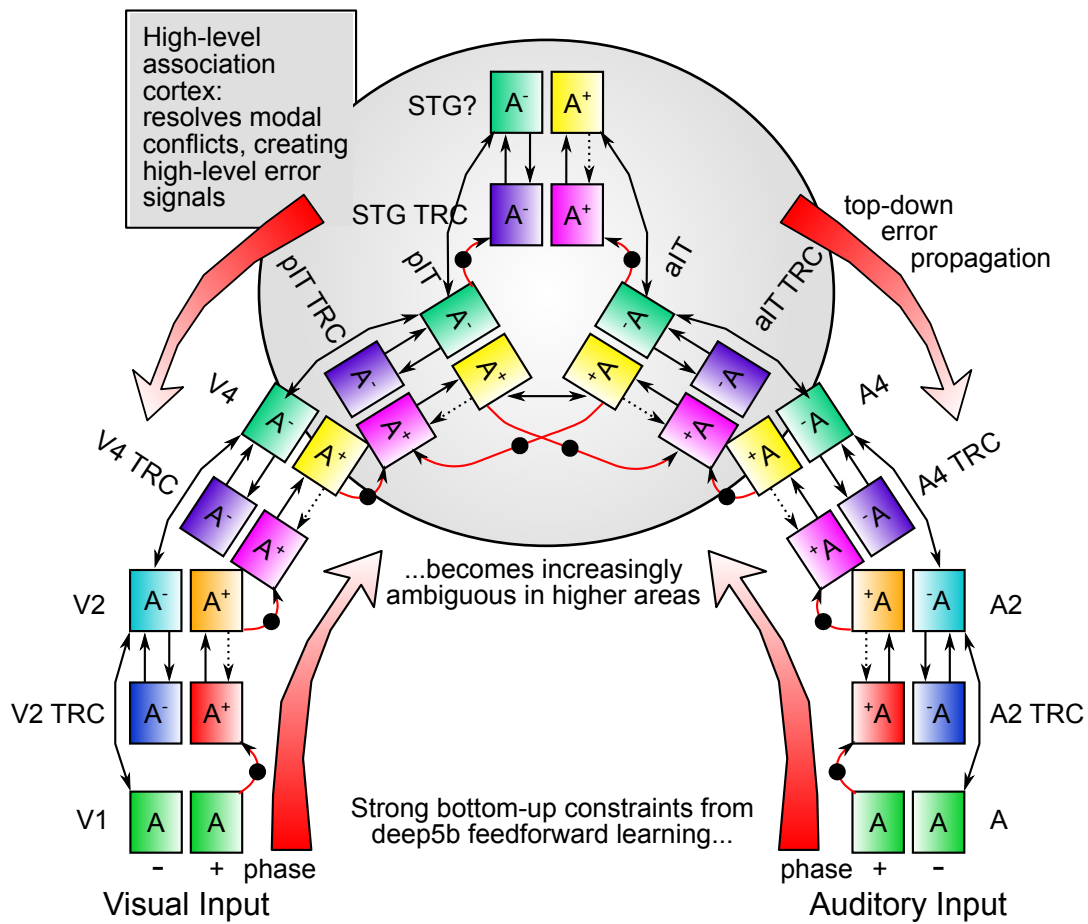 High-level
association
cortex:
resolves modal
conflicts, creating
high-level error
signals
STG?
A-
A+
STG TRC
A-
A+
top-down
error
propagation
pIT TRC
pIT
aIT
aIT TRC
A-
-A
A-
A+
+A
-A
V4
A+
+A
A4
A-
-A
V4 TRC
A+
+A
A4 TRC
A-
-A
A+
+A
...becomes increasingly
ambiguous in higher areas
V2
A-
A+
+A
-A
A2
V2 TRC
A-
A+
+A
-A
A2 TRC
Strong bottom-up constraints from
deep5b feedforward learning...
V1
A
A
A
A
A
- + phase
phase + -
Visual Input
Auditory Input